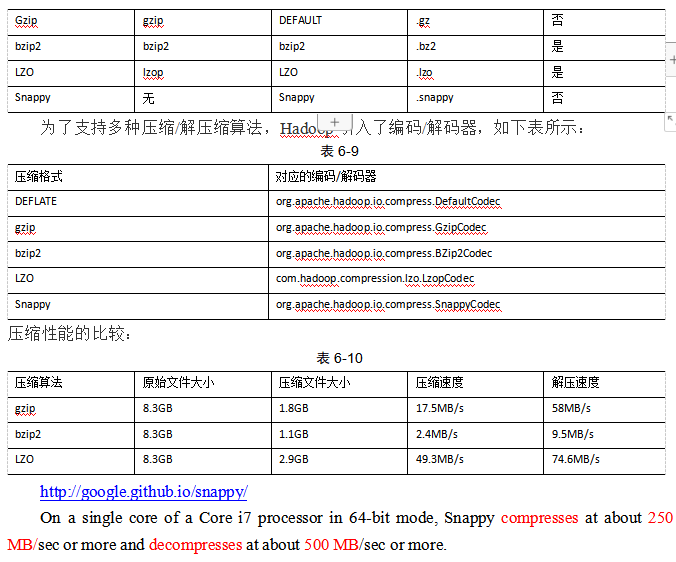 Gzip gzip DEFAULT .gz 否
bzip2 bzip2 bzip2 .bz2 是
LZO lzop LZO .lzo 是
Snappy 无 Snappy .snappy 否
为了支持多种压缩/解压缩算法，Hadoop 引入了编码/解码器，如下表所示：
表 6-9
压缩格式 对应的编码/解码器
DEFLATE org.apache.hadoop.io.compress.DefaultCodec
gzip org.apache.hadoop.io.compress.GzipCodec
bzip2 org.apache.hadoop.io.compress.BZip2Codec
LZO com.hadoop.compression.lzo.LzopCodec
Snappy org.apache.hadoop.io.compress.SnappyCodec
压缩性能的比较：
表 6-10
压缩算法 原始文件大小 压缩文件大小 压缩速度 解压速度
gzip 8.3GB 1.8GB 17.5MB/s 58MB/s
bzip2 8.3GB 1.1GB 2.4MB/s 9.5MB/s
LZO 8.3GB 2.9GB 49.3MB/s 74.6MB/s
http://google.github.io/snappy/
On a single core of a Core i7 processor in 64-bit mode, Snappy compresses at about 250
MB/sec or more and decompresses at about 500 MB/sec or more.